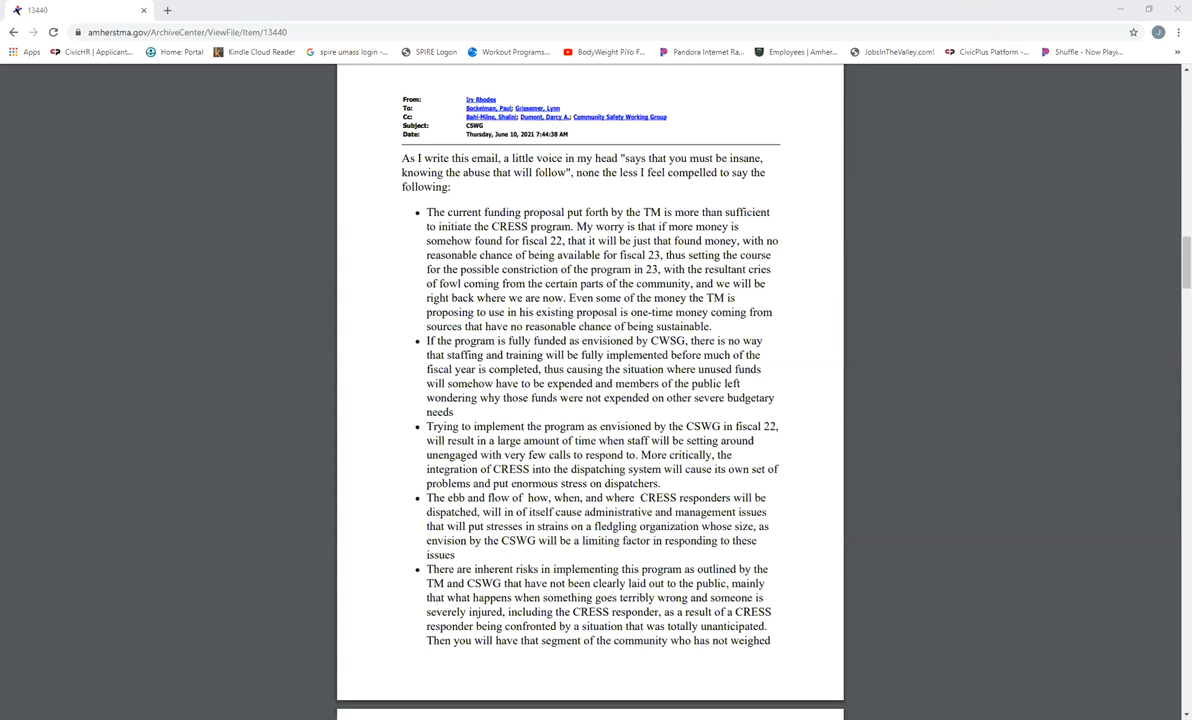 13440
amherstma.gov/ArchiveCenter/ViewFile/Item/13440
J
Apps CivicHR | Applicant... Home: Portal Kindle Cloud Reader spire umass login -... SPIRE Logon Workout Programs... BodyWeight PiYo F... Pandora Internet Ra... Employees | Amher... JobsInTheValley.com! CivicPlus Platform -... Shuffle - Now Playi... »
From: Irv Rhodes
To: Bockelman, Paul; Griesemer, Lynn
Cc: Bahl-Milne, Shalini; Dumont, Darcy A.; Community Safety Working Group
Subject: CSWG
Date: Thursday, June 10, 2021 7:44:38 AM
As I write this email, a little voice in my head "says that you must be insane,
knowing the abuse that will follow", none the less I feel compelled to say the
following:
• The current funding proposal put forth by the TM is more than sufficient
to initiate the CRESS program. My worry is that if more money is
somehow found for fiscal 22, that it will be just that found money, with no
reasonable chance of being available for fiscal 23, thus setting the course
for the possible constriction of the program in 23, with the resultant cries
of fowl coming from the certain parts of the community, and we will be
right back where we are now. Even some of the money the TM is
proposing to use in his existing proposal is one-time money coming from
sources that have no reasonable chance of being sustainable.
• If the program is fully funded as envisioned by CWSG, there is no way
that staffing and training will be fully implemented before much of the
fiscal year is completed, thus causing the situation where unused funds
will somehow have to be expended and members of the public left
wondering why those funds were not expended on other severe budgetary
needs
• Trying to implement the program as envisioned by the CSWG in fiscal 22,
will result in a large amount of time when staff will be setting around
unengaged with very few calls to respond to. More critically, the
integration of CRESS into the dispatching system will cause its own set of
problems and put enormous stress on dispatchers.
• The ebb and flow of how, when, and where CRESS responders will be
dispatched, will in of itself cause administrative and management issues
that will put stresses in strains on a fledgling organization whose size, as
envision by the CSWG will be a limiting factor in responding to these
issues
• There are inherent risks in implementing this program as outlined by the
TM and CSWG that have not been clearly laid out to the public, mainly
that what happens when something goes terribly wrong and someone is
severely injured, including the CRESS responder, as a result of a CRESS
responder being confronted by a situation that was totally unanticipated.
Then you will have that segment of the community who has not weighed